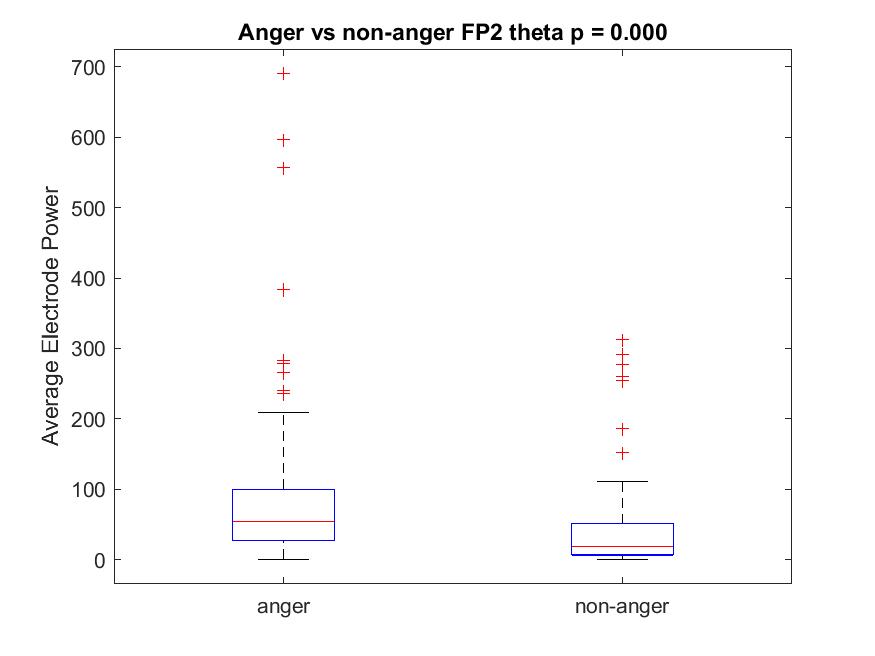 Anger vs non-anger FP2 theta p = 0.000
Average Electrode Power
700
600
500
400
300
200
100
0
anger
non-anger